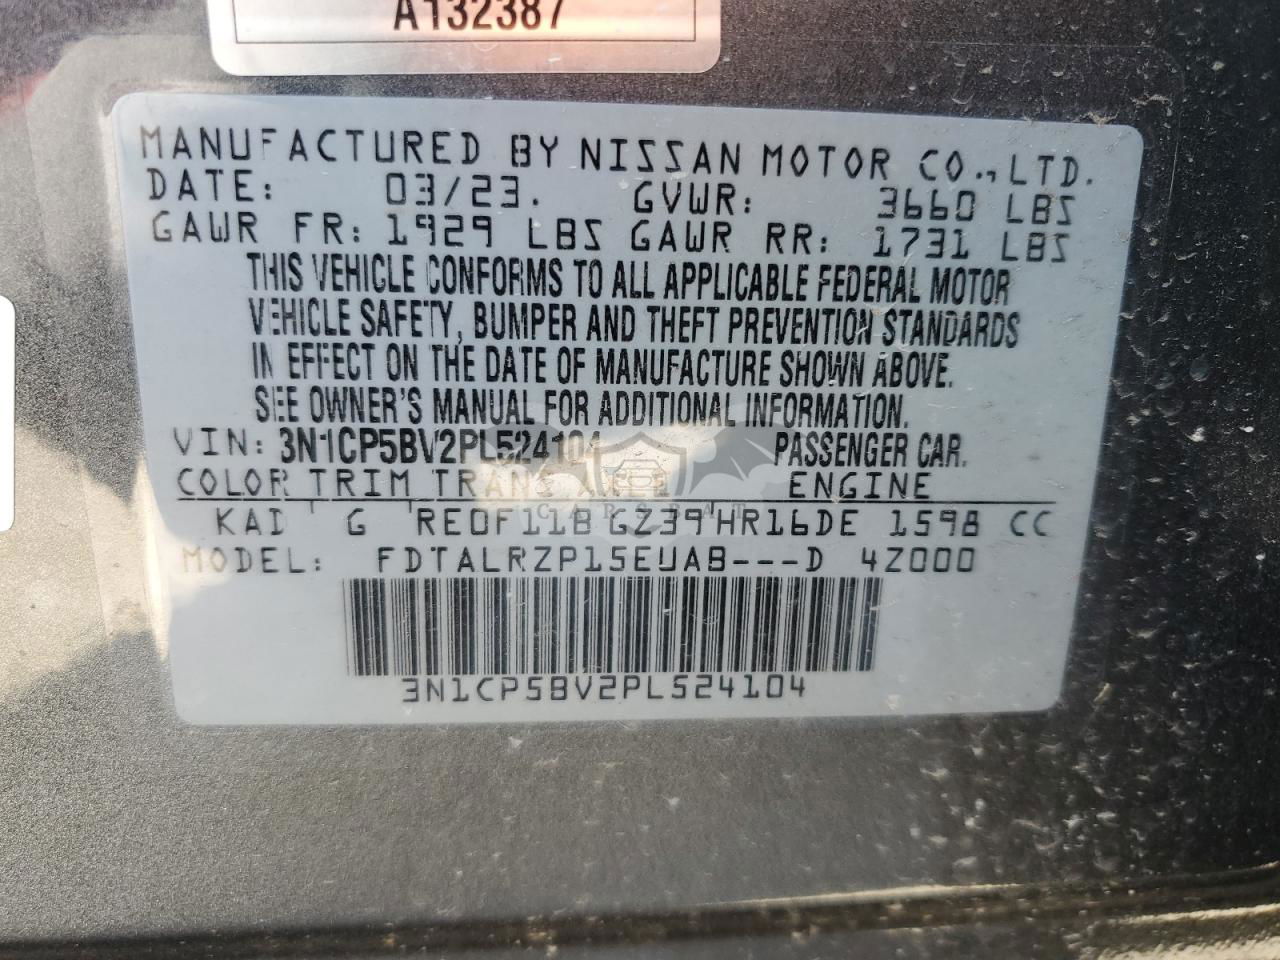 A132387
MANUFACTURED BY NISSAN MOTOR CO., LTD.
DATE: 03/23. GVWR: 3660 LBS
GAWR FR: 1929 LBS GAWR RR: 1731 LBS
THIS VEHICLE CONFORMS TO ALL APPLICABLE FEDERAL MOTOR
VEHICLE SAFETY, BUMPER AND THEFT PREVENTION STANDARDS
IN EFFECT ON THE DATE OF MANUFACTURE SHOWN ABOVE.
SEE OWNER'S MANUAL FOR ADDITIONAL INFORMATION.
VIN: 3N1CP5BV2PL524104 PASSENGER CAR.
COLOR TRIM TRANS AXLE ENGINE
CARSBAT
KAD G RE0F11B GZ39 HR16DE 1598 CC
MODEL: FDTALRZP15EUAB---D 4Z000
3N1CP5BV2PL524104